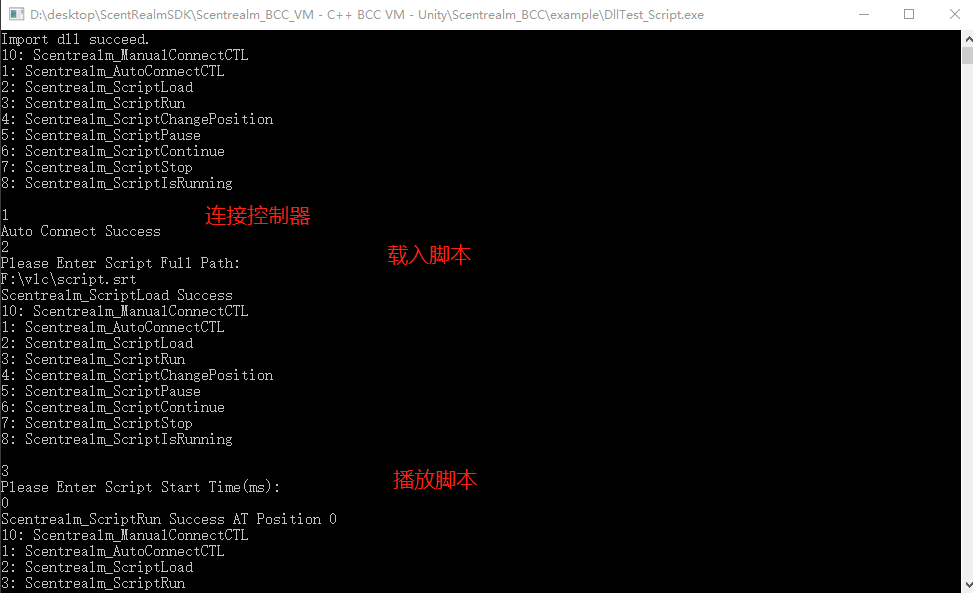 D:\desktop\ScentRealmSDK\Scentrealm_BCC_VM - C++ BCC VM - Unity\Scentrealm_BCC\example\DllTest_Script.exe
Import dll succeed.
10: Scentrealm_ManualConnectCTL
1: Scentrealm_AutoConnectCTL
2: Scentrealm_ScriptLoad
3: Scentrealm_ScriptRun
4: Scentrealm_ScriptChangePosition
5: Scentrealm_ScriptPause
6: Scentrealm_ScriptContinue
7: Scentrealm_ScriptStop
8: Scentrealm_ScriptIsRunning
1
连接控制器
Auto Connect Success
2
载入脚本
Please Enter Script Full Path:
F:\vlc\script.srt
Scentrealm_ScriptLoad Success
10: Scentrealm_ManualConnectCTL
1: Scentrealm_AutoConnectCTL
2: Scentrealm_ScriptLoad
3: Scentrealm_ScriptRun
4: Scentrealm_ScriptChangePosition
5: Scentrealm_ScriptPause
6: Scentrealm_ScriptContinue
7: Scentrealm_ScriptStop
8: Scentrealm_ScriptIsRunning
3
播放脚本
Please Enter Script Start Time(ms):
0
Scentrealm_ScriptRun Success AT Position 0
10: Scentrealm_ManualConnectCTL
1: Scentrealm_AutoConnectCTL
2: Scentrealm_ScriptLoad
3: Scentrealm_ScriptRun